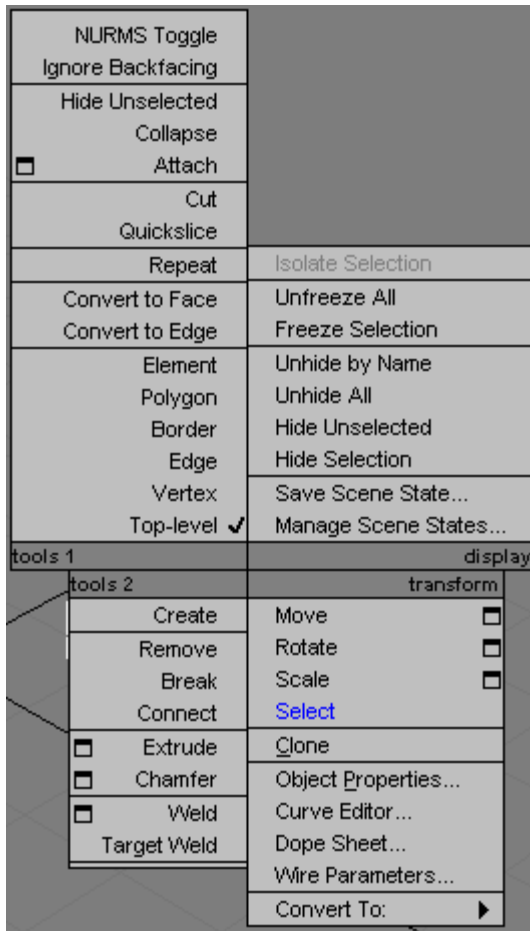 NURMS Toggle
Ignore Backfacing
Hide Unselected
Collapse
Attach
Cut
Quickslice
Repeat
Convert to Face
Convert to Edge
Element
Polygon
Border
Edge
Vertex
Top-level
tools 1
Isolate Selection
Unfreeze All
Freeze Selection
Unhide by Name
Unhide All
Hide Unselected
Hide Selection
Save Scene State...
Manage Scene States...
display
tools 2
Create
Remove
Break
Connect
Extrude
Chamfer
Weld
Target Weld
transform
Move
Rotate
Scale
Select
Clone
Object Properties...
Curve Editor...
Dope Sheet...
Wire Parameters...
Convert To: